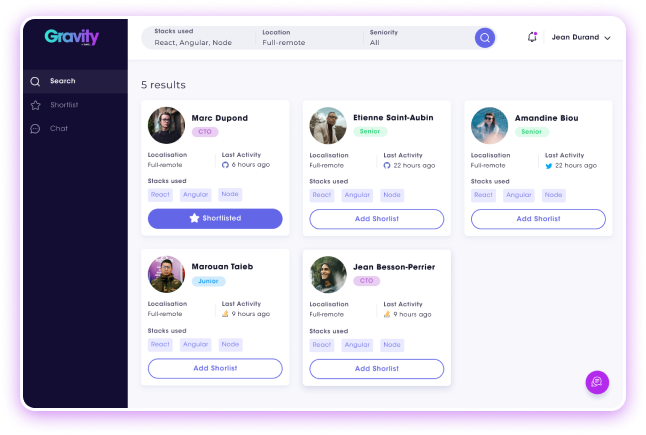 Gravity
Search
Shortlist
Chat
Stacks used
React, Angular, Node
Location
Full-remote
Seniority
All
Jean Durand
5 results
Marc Dupond
CTO
Localisation
Full-remote
Last Activity
6 hours ago
Stacks used
React Angular Node
Shortlisted
Etienne Saint-Aubin
Senior
Localisation
Full-remote
Last Activity
22 hours ago
Stacks used
React Angular Node
Add Shorlist
Amandine Biou
Senior
Localisation
Full-remote
Last Activity
22 hours ago
Stacks used
React Angular Node
Add Shorlist
Marouan Taieb
Junior
Localisation
Full-remote
Last Activity
9 hours ago
Stacks used
React Angular Node
Add Shorlist
Jean Besson-Perrier
CTO
Localisation
Full-remote
Last Activity
9 hours ago
Stacks used
React Angular Node
Add Shorlist